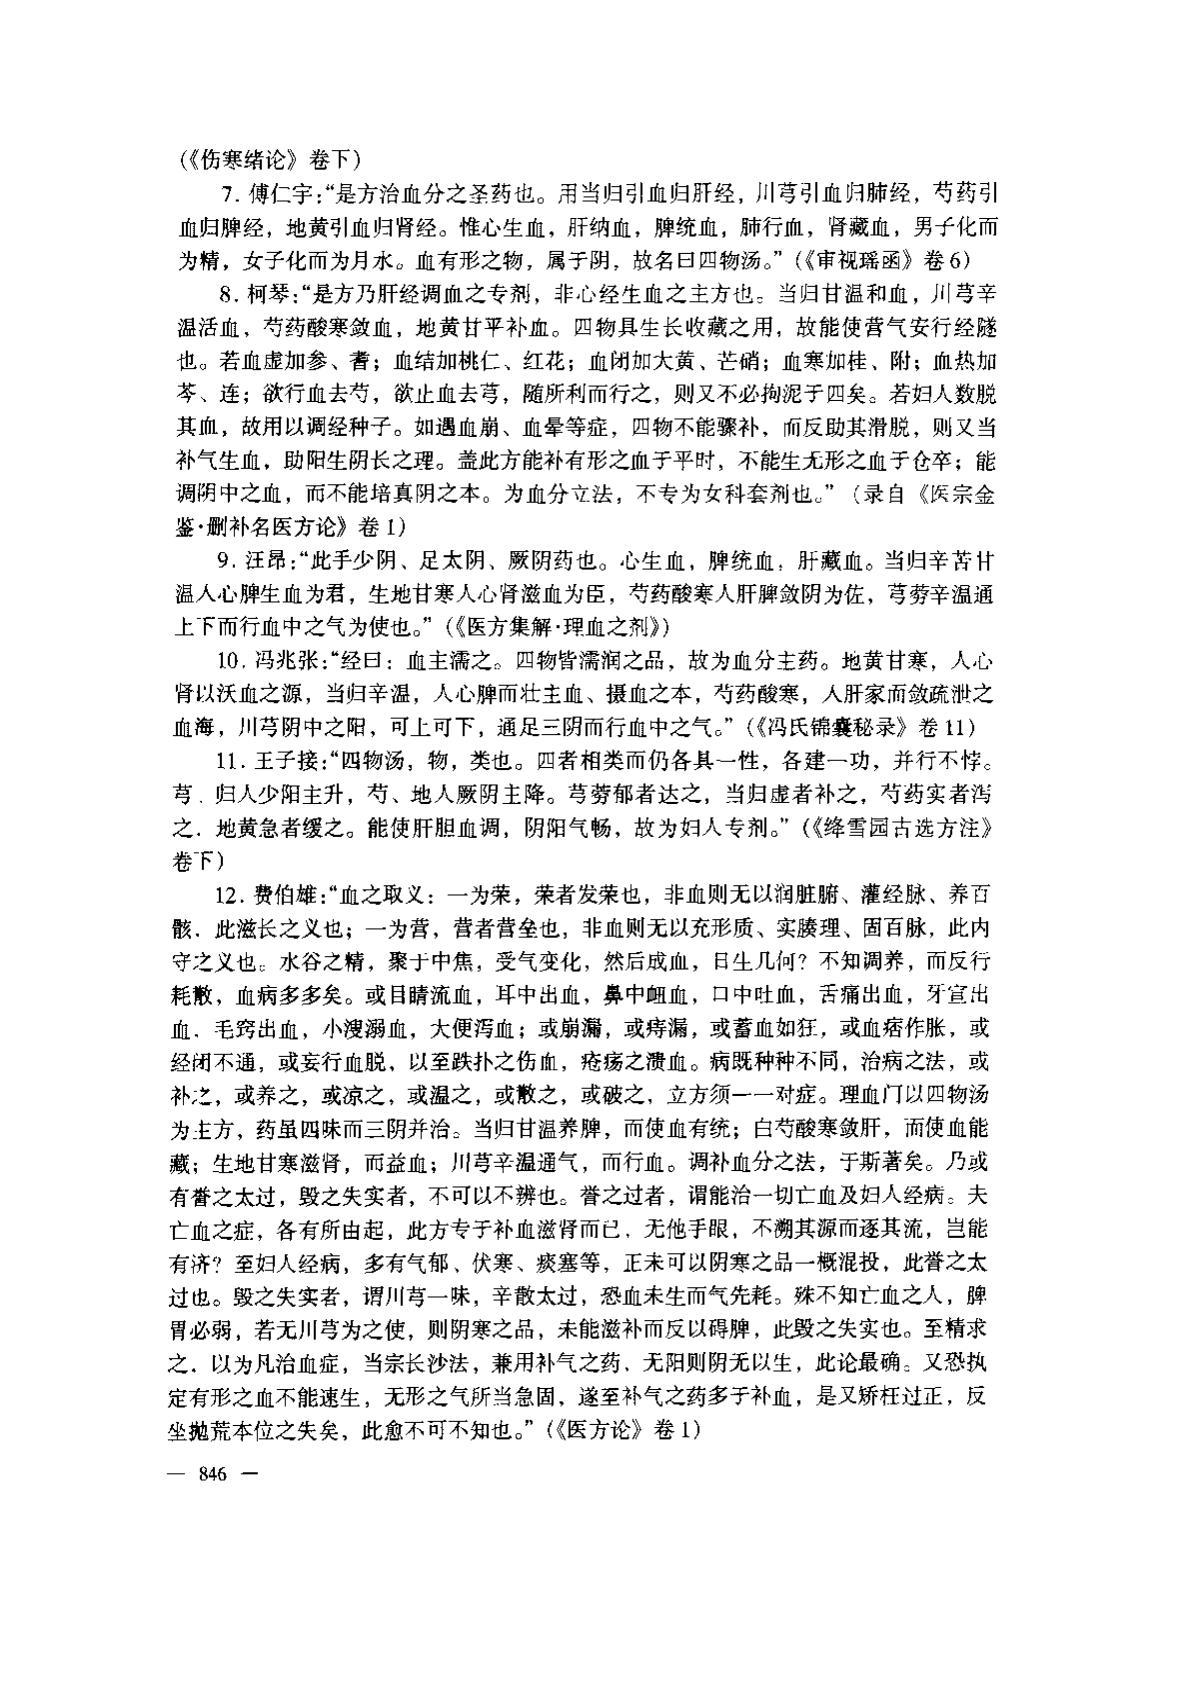 (《伤寒绪论》卷下)
7. 傅仁宇:“是方治血分之圣药也。用当归引血归肝经，川芎引血归肺经，芍药引
血归脾经，地黄引血归肾经。惟心生血，肝纳血，脾统血，肺行血，肾藏血，男子化而
为精，女子化而为月水。血有形之物，属于阴，故名曰四物汤。”(《审视瑶函》卷6)
8. 柯琴:“是方乃肝经调血之专剂，非心经生血之主方也。当归甘温和血，川芎辛
温活血，芍药酸寒敛血，地黄甘平补血。四物具生长收藏之用，故能使营气安行经隧
也。若血虚加参、耆；血结加桃仁、红花；血闭加大黄、芒硝；血寒加桂、附；血热加
芩、连；欲行血去芍，欲止血去芎，随所利而行之，则又不必拘泥于四矣。若妇人数脱
其血，故用以调经种子。如遇血崩、血晕等症，四物不能骤补，而反助其滑脱，则又当
补气生血，助阳生阴长之理。盖此方能补有形之血于平时，不能生无形之血于仓卒；能
调阴中之血，而不能培真阴之本。为血分立法，不专为女科套剂也。”（录自《医宗金
鉴·删补名医方论》卷1)
9. 汪昂:“此手少阴、足太阴、厥阴药也。心生血，脾统血，肝藏血。当归辛苦甘
温人心脾生血为君，生地甘寒人心肾滋血为臣，芍药酸寒人肝脾敛阴为佐，芎䓖辛温通
上下而行血中之气为使也。”(《医方集解·理血之剂》)
10. 冯兆张:“经曰：血主濡之。四物皆濡润之品，故为血分主药。地黄甘寒，人心
肾以沃血之源，当归辛温，人心脾而壮主血、摄血之本，芍药酸寒，人肝家而敛疏泄之
血海，川芎阴中之阳，可上可下，通足三阴而行血中之气。”(《冯氏锦囊秘录》卷11)
11. 王子接:“四物汤，物，类也。四者相类而仍各具一性，各建一功，并行不悖。
芎、归人少阳主升，芍、地人厥阴主降。芎䓖郁者达之，当归虚者补之，芍药实者泻
之，地黄急者缓之。能使肝胆血调，阴阳气畅，故为妇人专剂。”(《绛雪园古选方注》
卷下)
12. 费伯雄:“血之取义：一为荣，荣者发荣也，非血则无以润脏腑、灌经脉、养百
骸，此滋长之义也；一为营，营者营垒也，非血则无以充形质、实腠理、固百脉，此内
守之义也。水谷之精，聚于中焦，受气变化，然后成血，日生几何？不知调养，而反行
耗散，血病多多矣。或目睛流血，耳中出血，鼻中衄血，口中吐血，舌痛出血，牙宣出
血，毛窍出血，小溲溺血，大便泻血；或崩漏，或痔漏，或蓄血如狂，或血痞作胀，或
经闭不通，或妄行血脱，以至跌扑之伤血，疮疡之溃血。病既种种不同，治病之法，或
补之，或养之，或凉之，或温之，或散之，或破之，立方须一一对症。理血门以四物汤
为主方，药虽四味而三阴并治。当归甘温养脾，而使血有统；白芍酸寒敛肝，而使血能
藏；生地甘寒滋肾，而益血；川芎辛温通气，而行血。调补血分之法，于斯著矣。乃或
有誉之太过，毁之失实者，不可以不辨也。誉之过者，谓能治一切亡血及妇人经病。夫
亡血之症，各有所由起，此方专于补血滋肾而已，无他手眼，不溯其源而逐其流，岂能
有济？至妇人经病，多有气郁、伏寒、痰塞等，正未可以阴寒之品一概混投，此誉之太
过也。毁之失实者，谓川芎一味，辛散太过，恐血未生而气先耗。殊不知亡血之人，脾
胃必弱，若无川芎为之使，则阴寒之品，未能滋补而反以碍脾，此毁之失实也。至精求
之，以为凡治血症，当宗长沙法，兼用补气之药，无阳则阴无以生，此论最确。又恐执
定有形之血不能速生，无形之气所当急固，遂至补气之药多于补血，是又矫枉过正，反
坐抛荒本位之失矣，此愈不可不知也。”(《医方论》卷1)
— 846 —